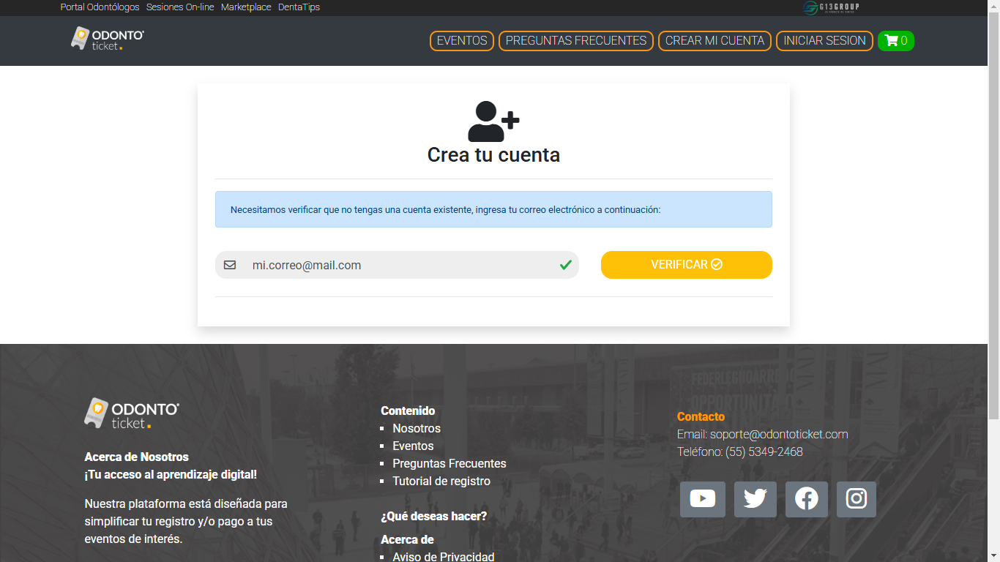 Portal Odontólogos Sesiones On-line Marketplace DentaTips
G13GROUP
ODONTO
ticket.
EVENTOS PREGUNTAS FRECUENTES CREAR MI CUENTA INICIAR SESION 0
Crea tu cuenta
Necesitamos verificar que no tengas una cuenta existente, ingresa tu correo electrónico a continuación:
mi.correo@mail.com
VERIFICAR
ODONTO
ticket.
Acerca de Nosotros
¡Tu acceso al aprendizaje digital!
Nuestra plataforma está diseñada para
simplificar tu registro y/o pago a tus
eventos de interés.
Contenido
Nosotros
Eventos
Preguntas Frecuentes
Tutorial de registro
¿Qué deseas hacer?
Acerca de
Aviso de Privacidad
FEDERLEGNOARRE
OPPORTUNITA
Contacto
Email: soporte@odontoticket.com
Teléfono: (55) 5349-2468